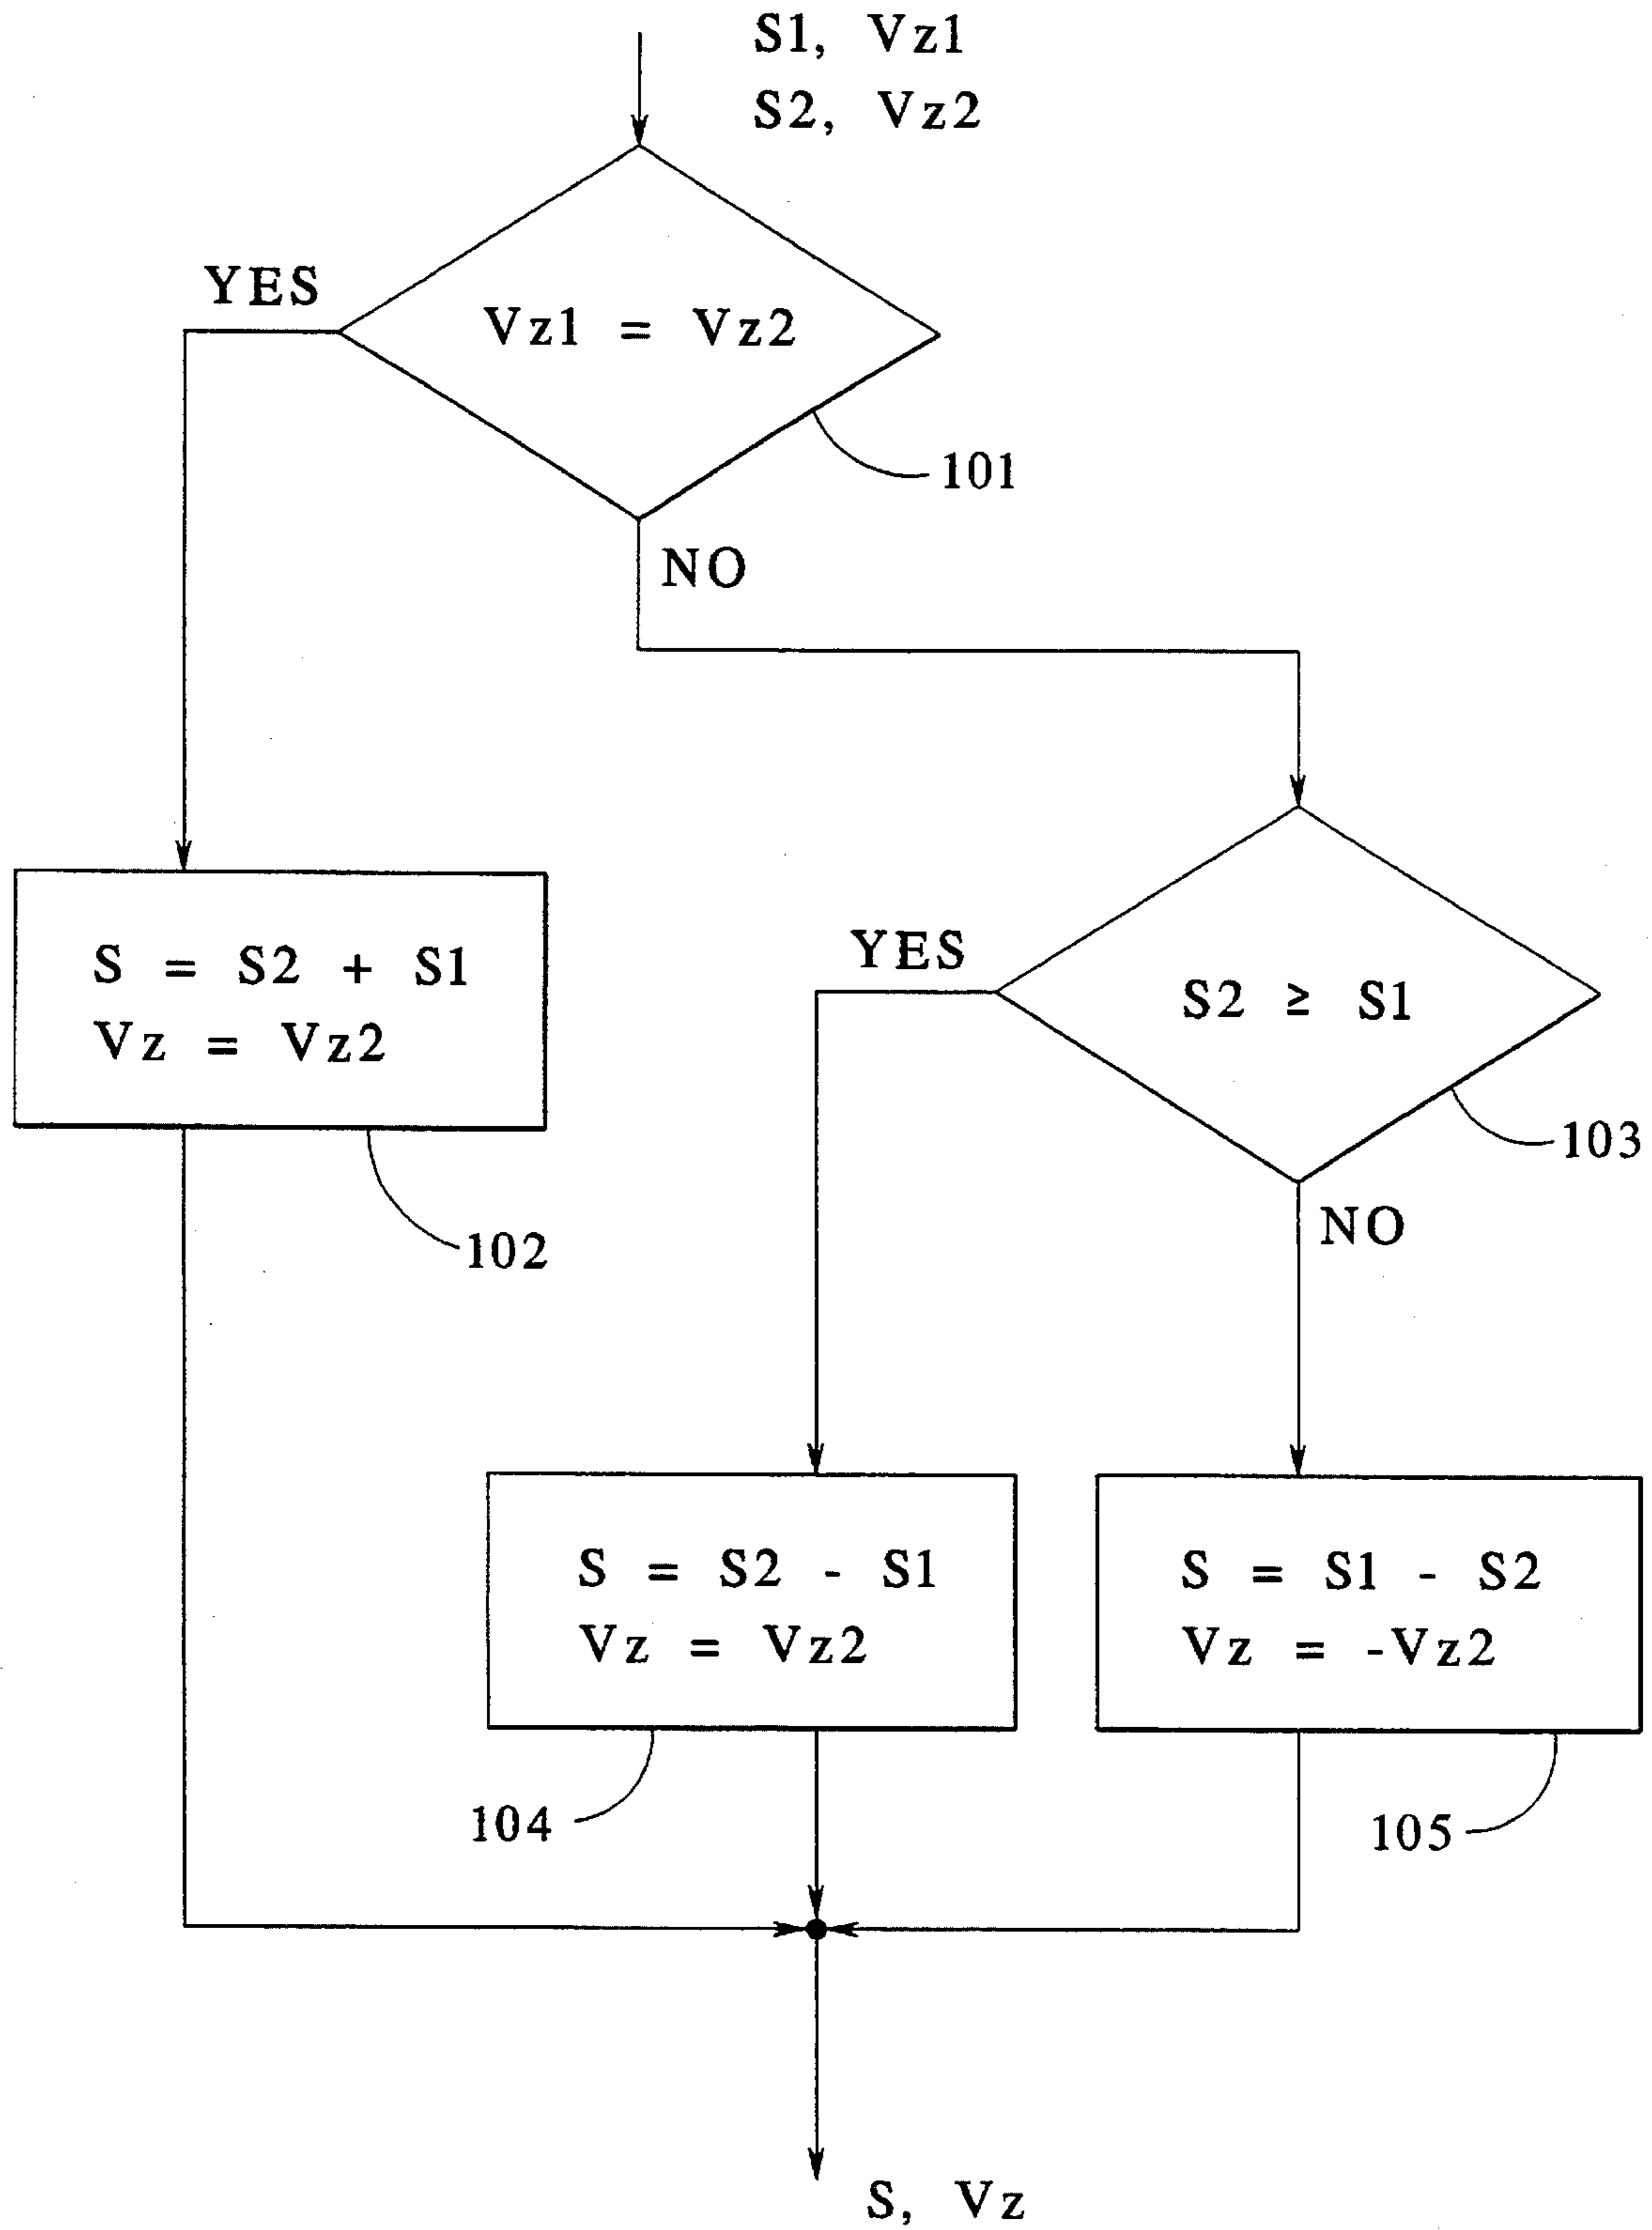 S1, Vz1
S2, Vz2
YES
Vz1 = Vz2
101
NO
S = S2 + S1
Vz = Vz2
102
YES
S2 ≥ S1
103
NO
S = S2 - S1
Vz = Vz2
104
S = S1 - S2
Vz = -Vz2
105
S, Vz